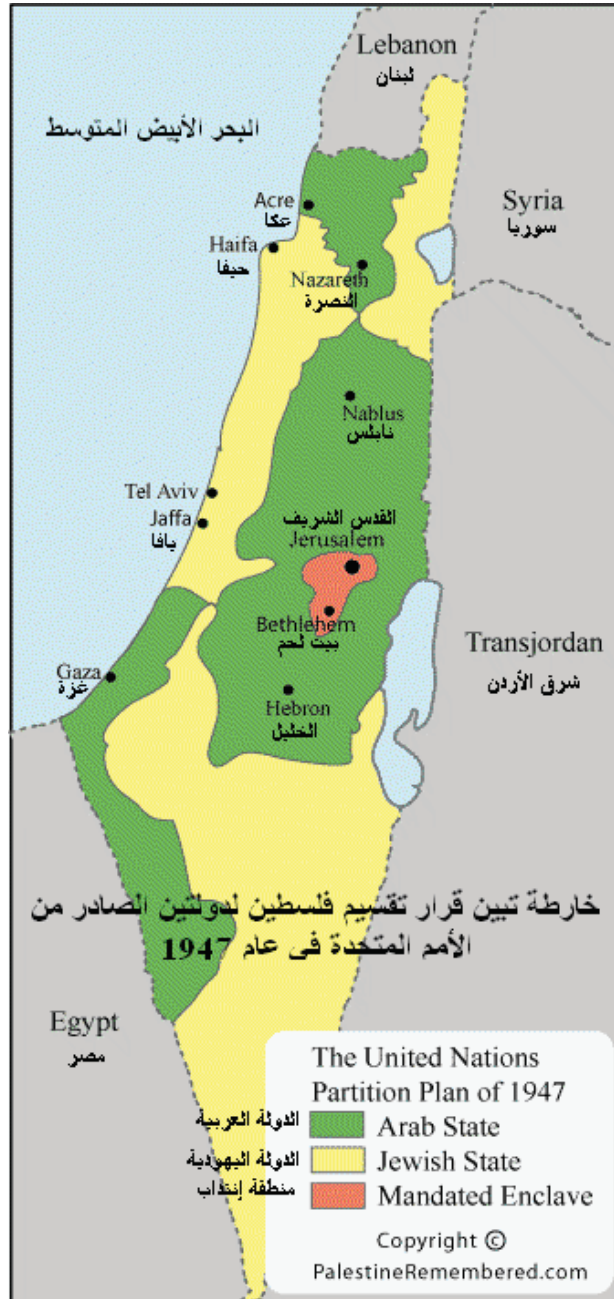 Lebanon
لبنان
البحر الأبيض المتوسط
Syria
سوريا
Acre
عكا
Haifa
حيفا
Nazareth
النصرة
Nablus
نابلس
Tel Aviv
Jaffa
يافا
القدس الشريف
Jerusalem
Bethlehem
بيت لحم
Transjordan
شرق الأردن
Gaza
غزة
Hebron
الخليل
خارطة تبين قرار تقسيم فلسطين لدولتين الصادر من
الأمم المتحدة فى عام 1947
Egypt
مصر
The United Nations
Partition Plan of 1947
الدولة العربية
Arab State
الدولة اليهودية
Jewish State
منطقة إنتداب
Mandated Enclave
Copyright ©
PalestineRemembered.com